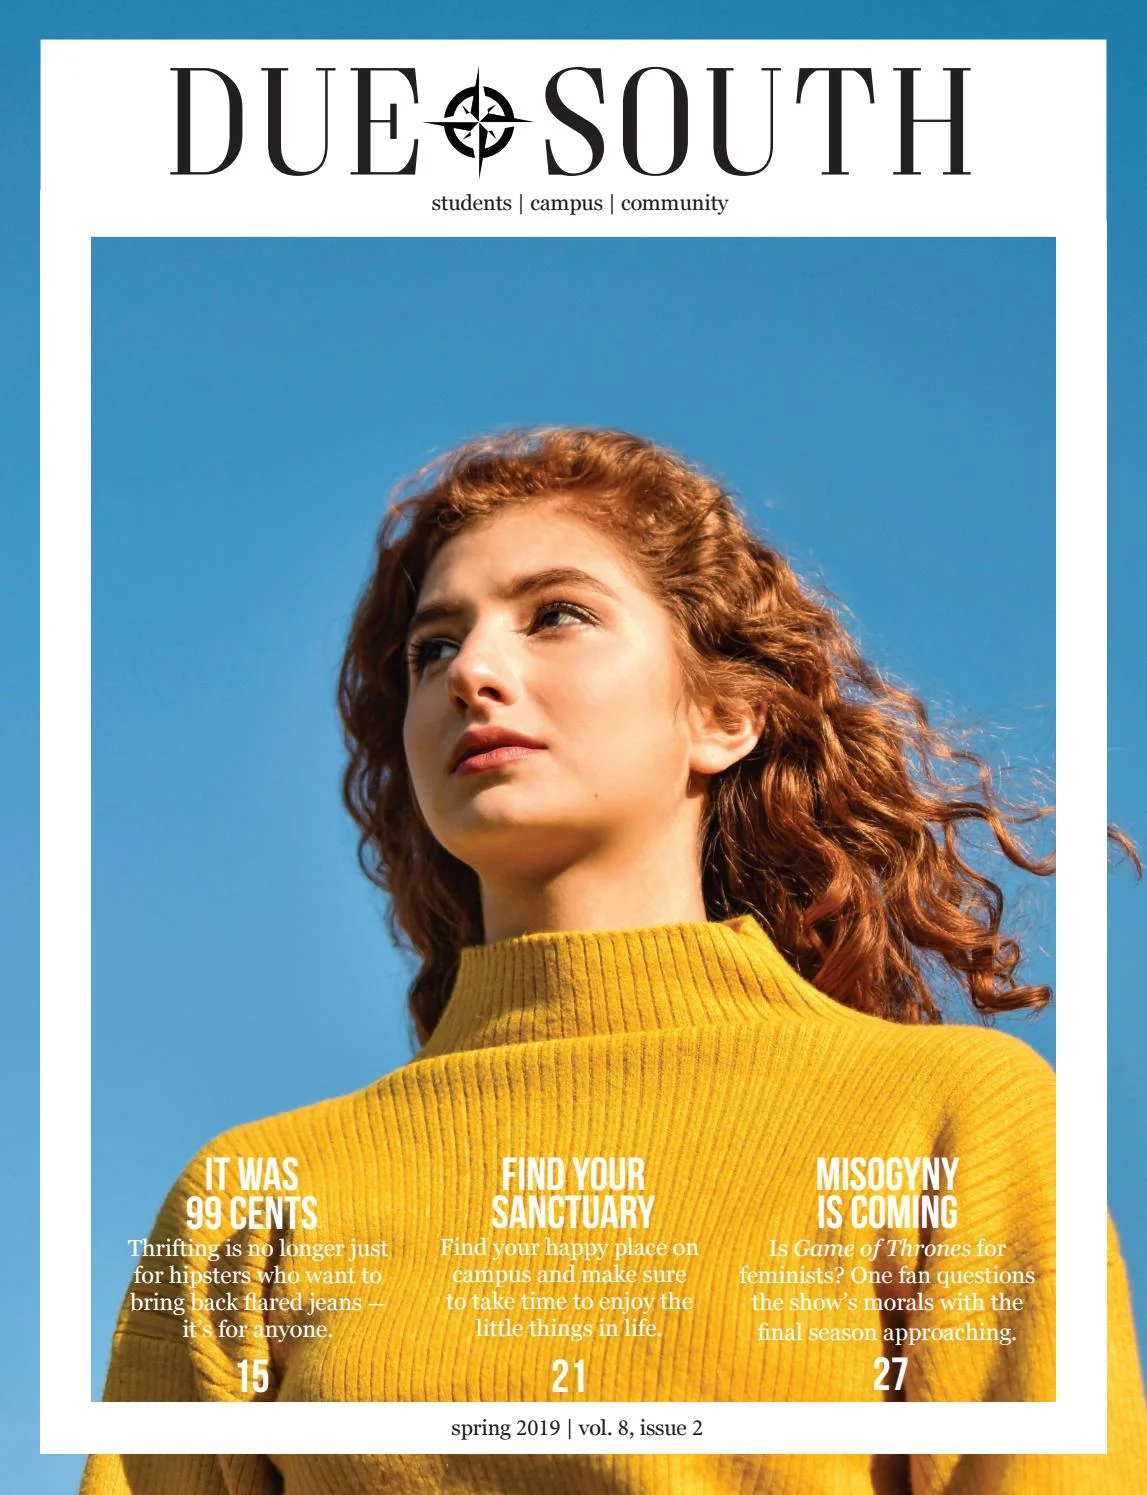 DUE SOUTH
students | campus | community
IT WAS
99 CENTS
Thrifting is no longer just
for hipsters who want to
bring back flared jeans —
it's for anyone.
15
FIND YOUR
SANCTUARY
Find your happy place on
campus and make sure
to take time to enjoy the
little things in life.
21
MISOGYNY
IS COMING
Is Game of Thrones for
feminists? One fan questions
the show's morals with the
final season approaching.
27
spring 2019 | vol. 8, issue 2